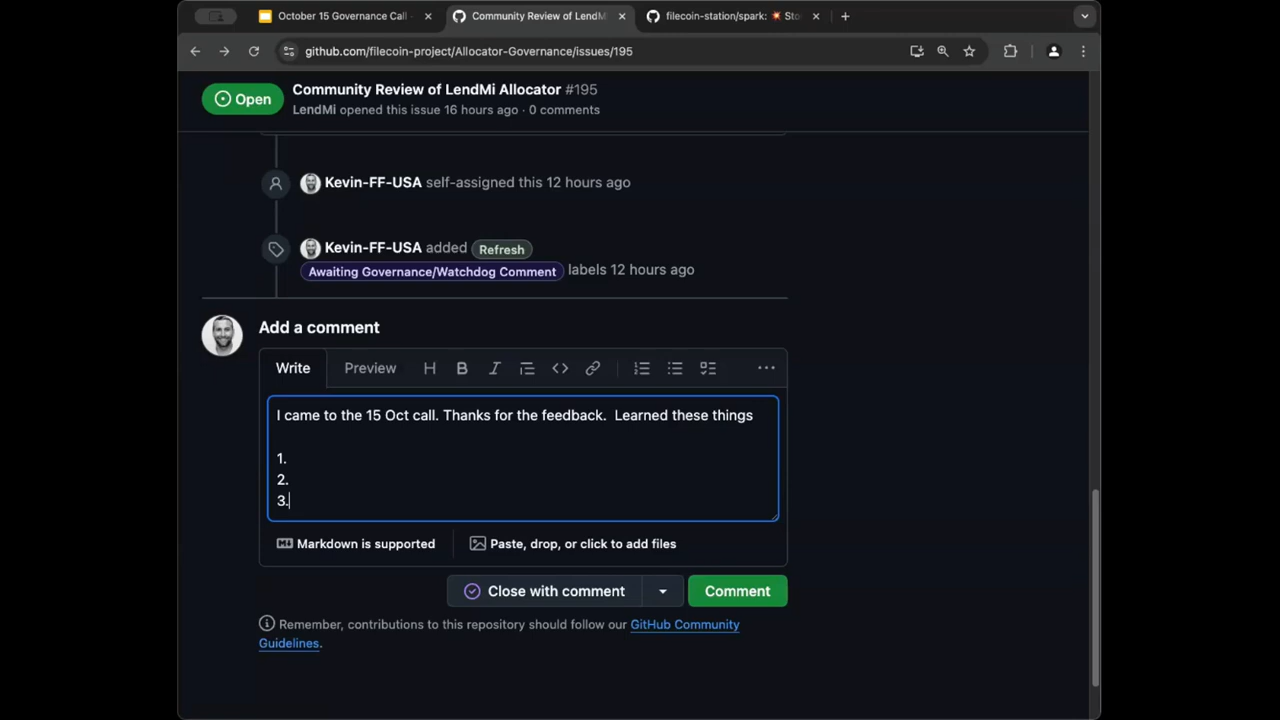 October 15 Governance Call
Community Review of LendM
filecoin-station/spark: 💥 Sto
github.com/filecoin-project/Allocator-Governance/issues/195
Open
Community Review of LendMi Allocator #195
LendMi opened this issue 16 hours ago · 0 comments
Kevin-FF-USA self-assigned this 12 hours ago
Kevin-FF-USA added Refresh
Awaiting Governance/Watchdog Comment labels 12 hours ago
Add a comment
Write
Preview
I came to the 15 Oct call. Thanks for the feedback.  Learned these things
1.
2.
3.
Markdown is supported
Paste, drop, or click to add files
Close with comment
Comment
Remember, contributions to this repository should follow our GitHub Community
Guidelines.